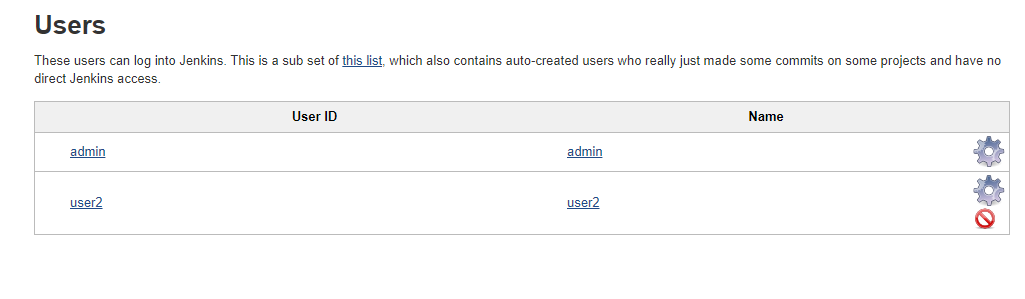 Users
These users can log into Jenkins. This is a sub set of this list, which also contains auto-created users who really just made some commits on some projects and have no
direct Jenkins access.
User ID Name
admin admin
user2 user2